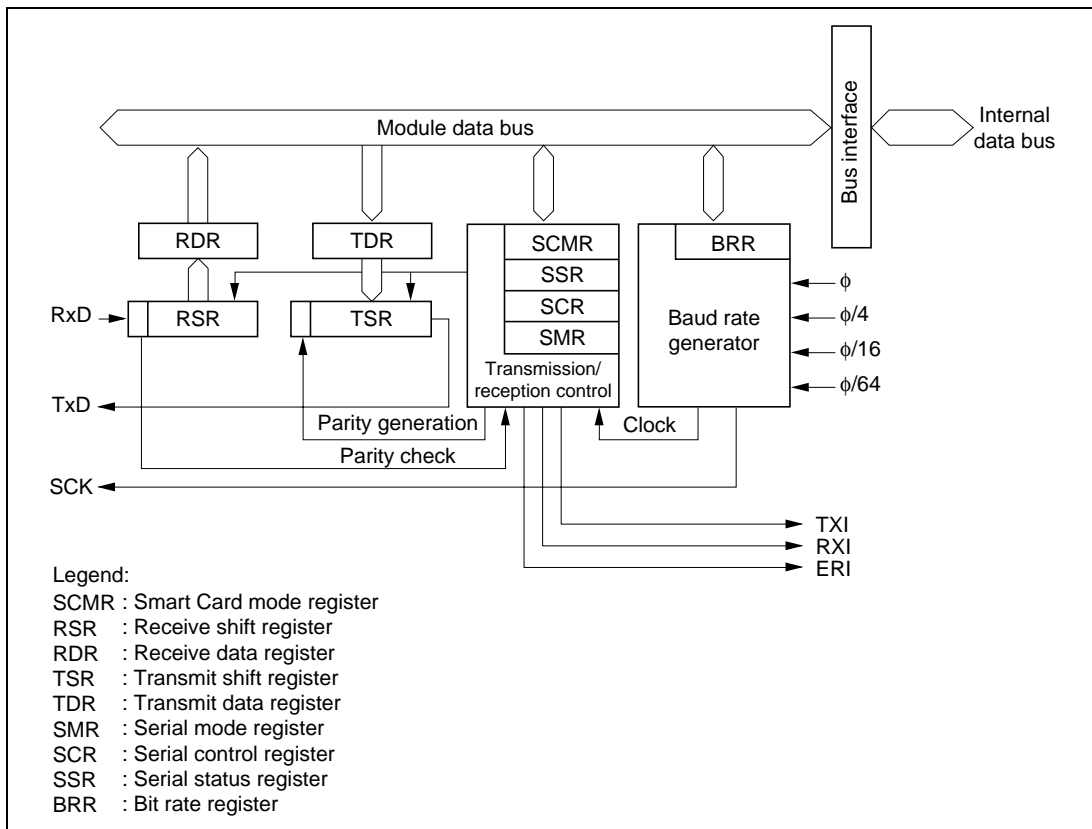 Module data bus
Bus interface
Internal
data bus
RDR
TDR
SCMR
SSR
SCR
SMR
Transmission/
reception control
BRR
Baud rate
generator
ϕ
ϕ/4
ϕ/16
ϕ/64
RxD
RSR
TSR
TxD
Parity generation
Parity check
Clock
SCK
TXI
RXI
ERI
Legend:
SCMR : Smart Card mode register
RSR : Receive shift register
RDR : Receive data register
TSR : Transmit shift register
TDR : Transmit data register
SMR : Serial mode register
SCR : Serial control register
SSR : Serial status register
BRR : Bit rate register